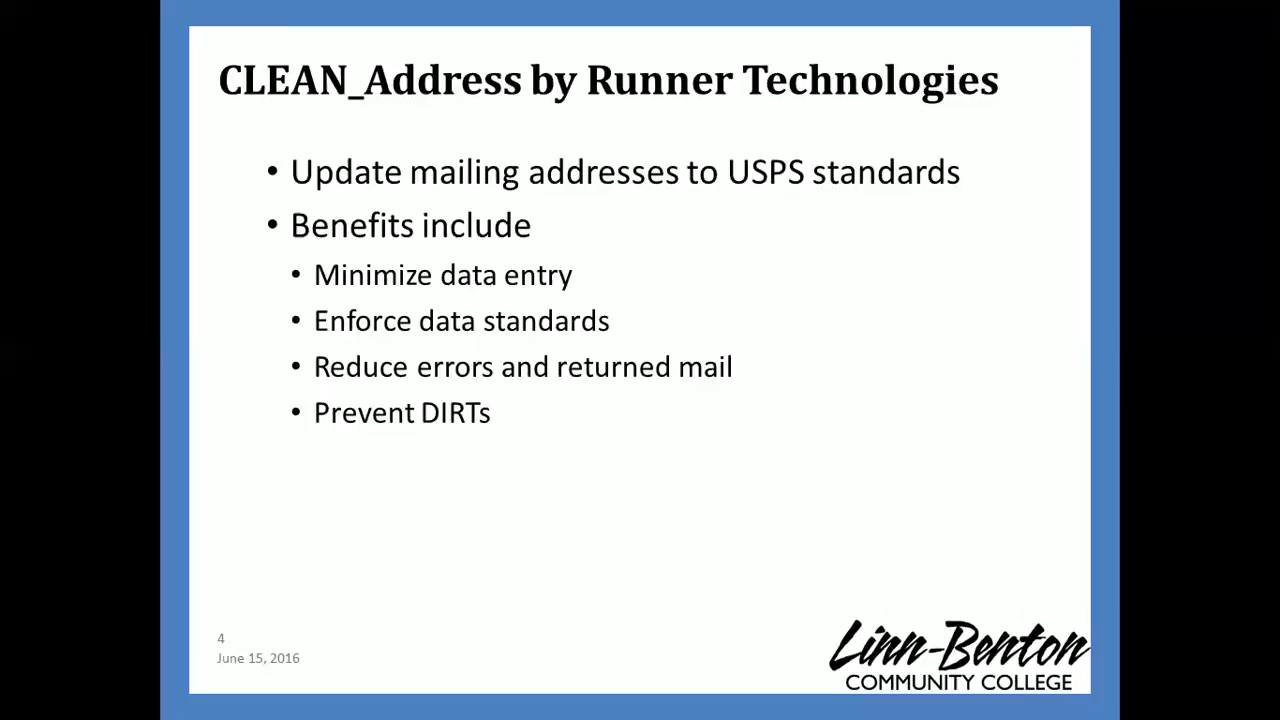 CLEAN_Address by Runner Technologies
• Update mailing addresses to USPS standards
• Benefits include
• Minimize data entry
• Enforce data standards
• Reduce errors and returned mail
• Prevent DIRTs
4
June 15, 2016
Linn-Benton
COMMUNITY COLLEGE